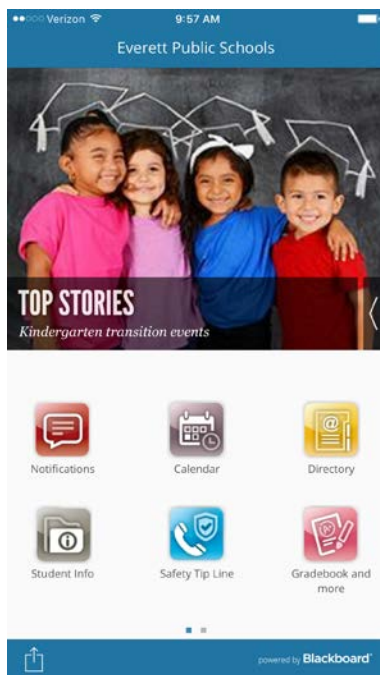 Verizon
9:57 AM
Everett Public Schools
TOP STORIES
Kindergarten transition events
Notifications
Calendar
Directory
Student Info
Safety Tip Line
Gradebook and
more
powered by Blackboard